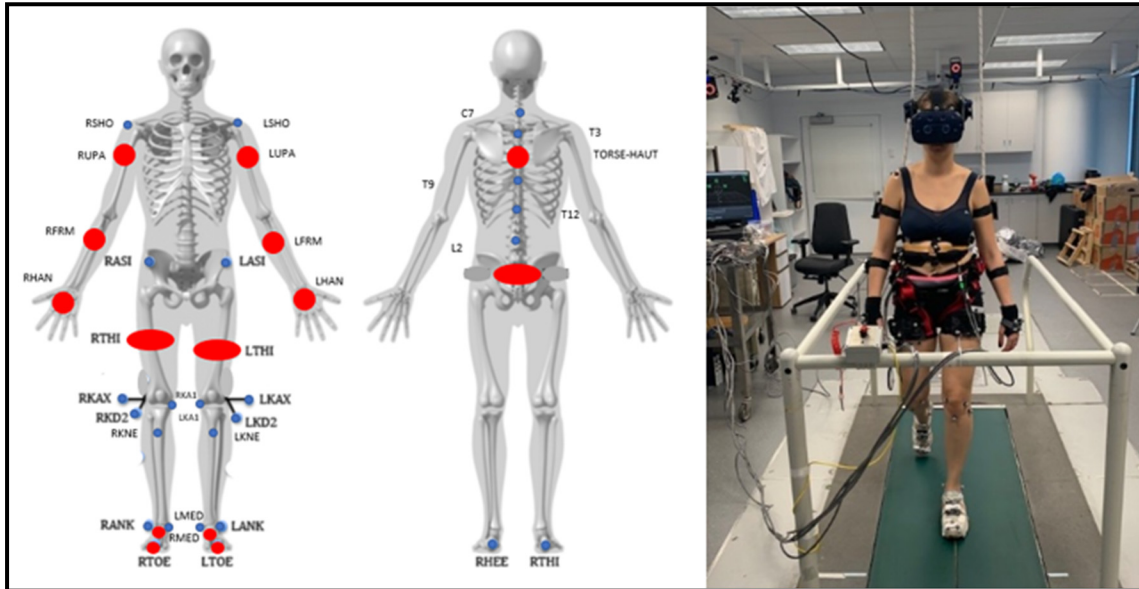 RSHO
LSHO
RUPA
LUPA
RFRM
LFRM
RASI
LASI
RHAN
LHAN
RTHI
LTHI
RKAX
RKA1
LKAX
RKD2
LKA1
LKD2
RKNE
LKNE
LMED
RANK
LANK
RMED
RTOE
LTOE
C7
T3
TORSE-HAUT
T9
T12
L2
RHEE
RTHI